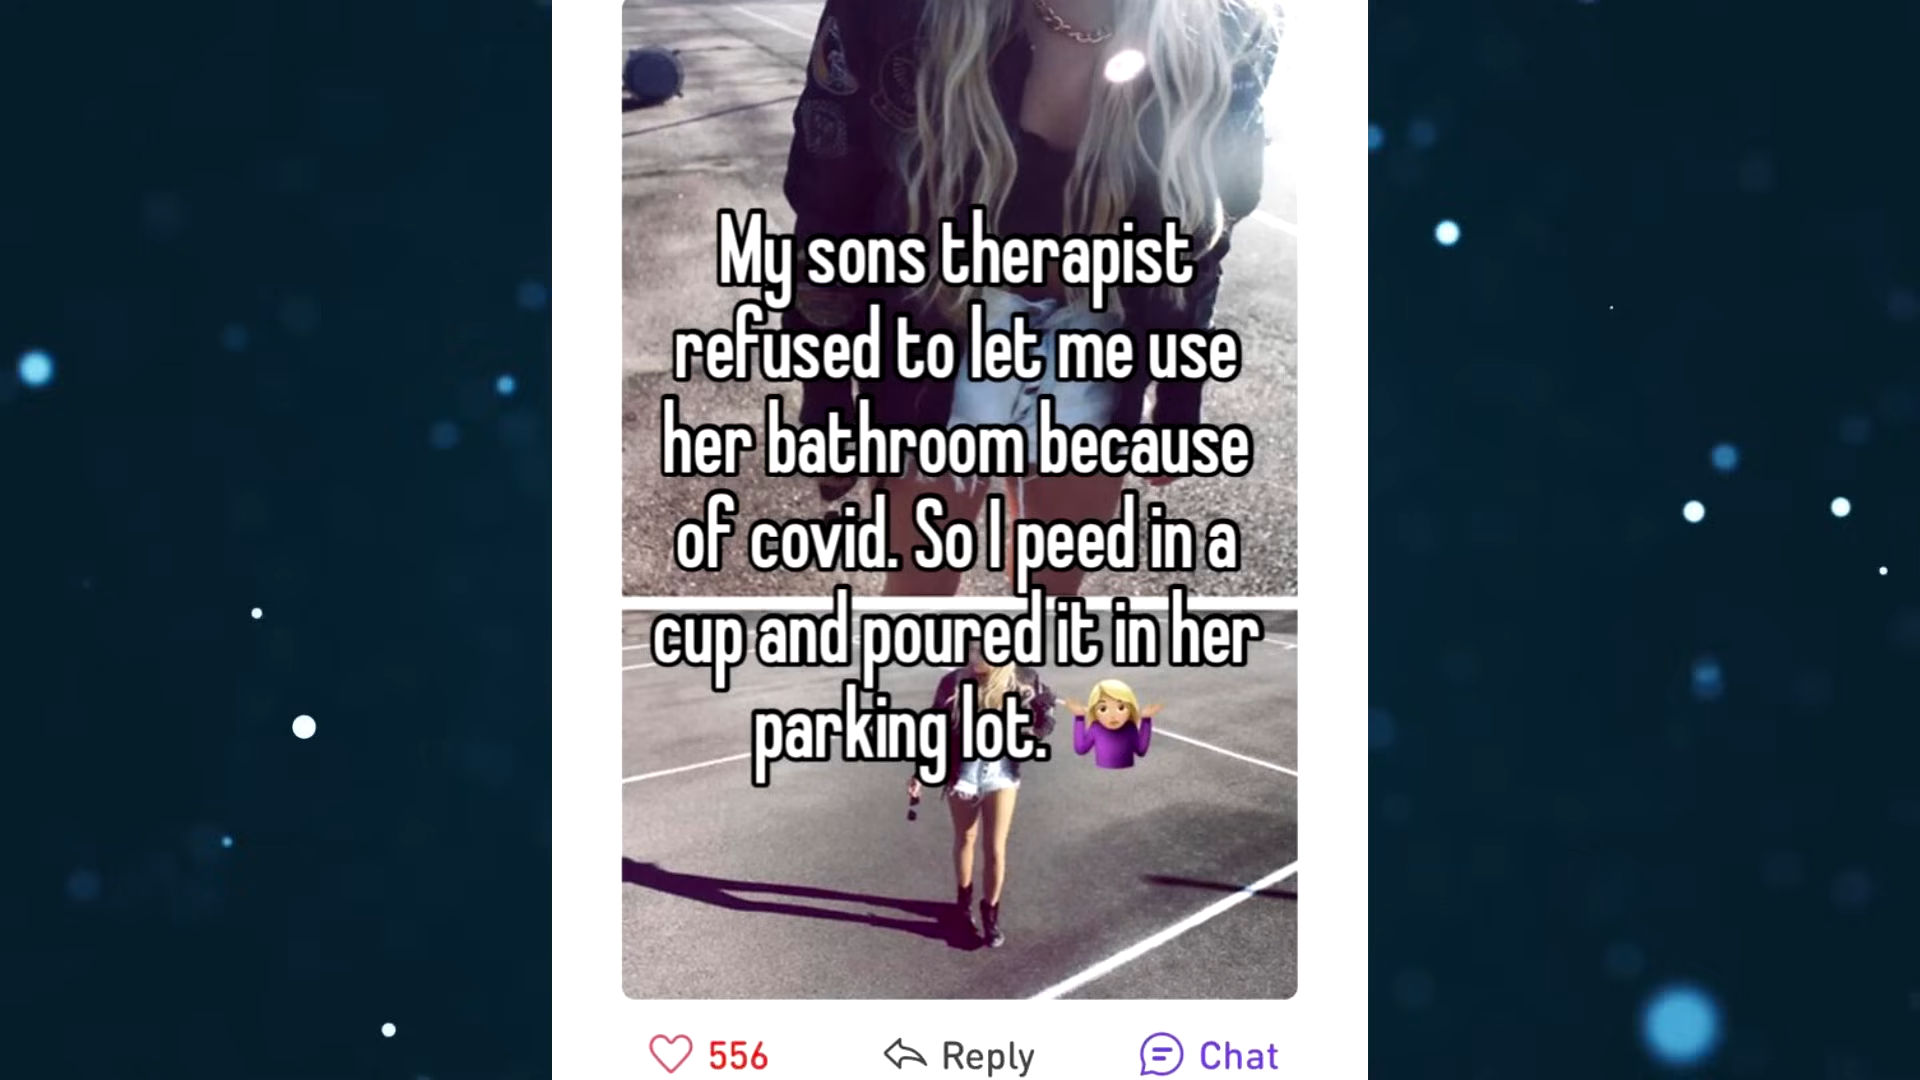 My sons therapist
refused to let me use
her bathroom because
of covid. So I peed in a
cup and poured it in her
parking lot. 🤷🏼‍♀️
556
Reply
Chat